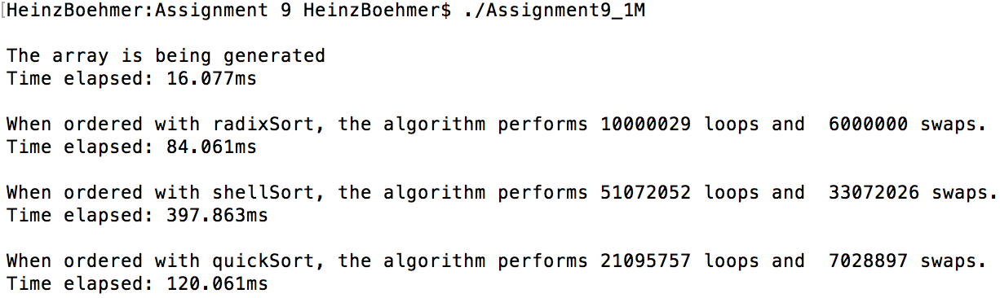 [HeinzBoehmer:Assignment 9 HeinzBoehmer$ ./Assignment9_1M
The array is being generated
Time elapsed: 16.077ms
When ordered with radixSort, the algorithm performs 10000029 loops and  6000000 swaps.
Time elapsed: 84.061ms
When ordered with shellSort, the algorithm performs 51072052 loops and  33072026 swaps.
Time elapsed: 397.863ms
When ordered with quickSort, the algorithm performs 21095757 loops and  7028897 swaps.
Time elapsed: 120.061ms